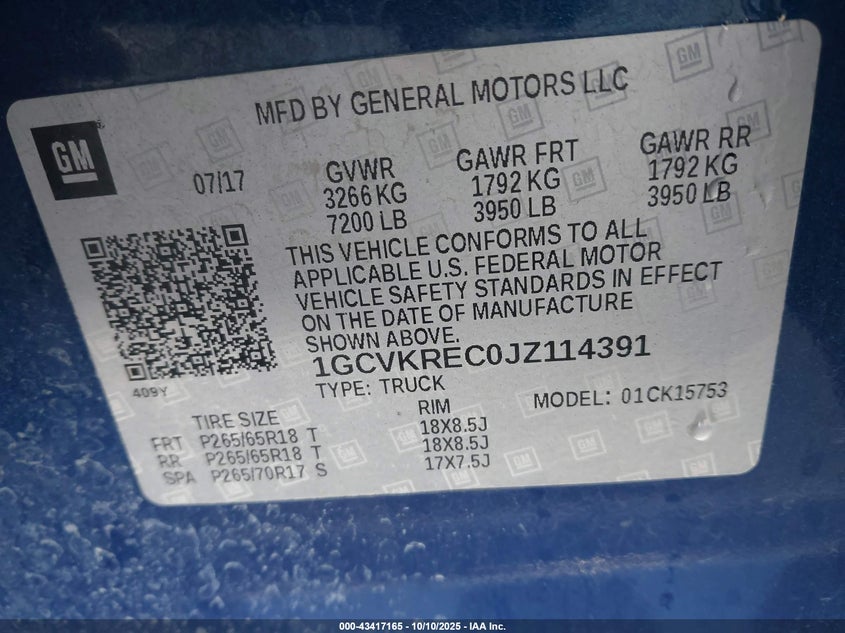 MFD BY GENERAL MOTORS LLC
GM
07/17
GVWR
3266 KG
7200 LB
GAWR FRT
1792 KG
3950 LB
GAWR RR
1792 KG
3950 LB
THIS VEHICLE CONFORMS TO ALL
APPLICABLE U.S. FEDERAL MOTOR
VEHICLE SAFETY STANDARDS IN EFFECT
ON THE DATE OF MANUFACTURE
SHOWN ABOVE.
1GCVKREC0JZ114391
409Y
TYPE: TRUCK
MODEL: 01CK15753
TIRE SIZE RIM
FRT P265/65R18 T 18X8.5J
RR P265/65R18 T 18X8.5J
SPA P265/70R17 S 17X7.5J
000-43417165 - 10/10/2025 - IAA Inc.